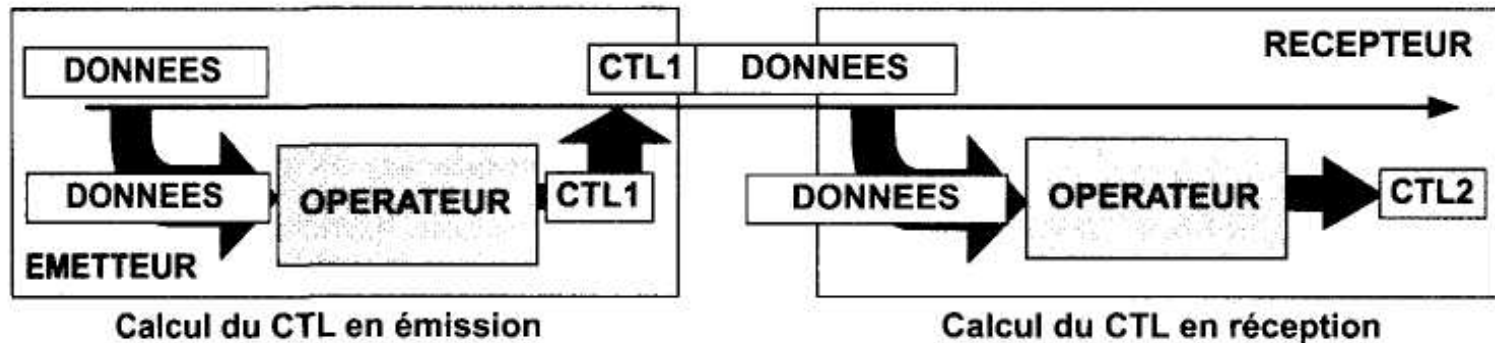 DONNEES
CTL1 DONNEES
RECEPTEUR
DONNEES
OPERATEUR
CTL1
DONNEES
OPERATEUR
CTL2
EMETTEUR
Calcul du CTL en émission
Calcul du CTL en réception